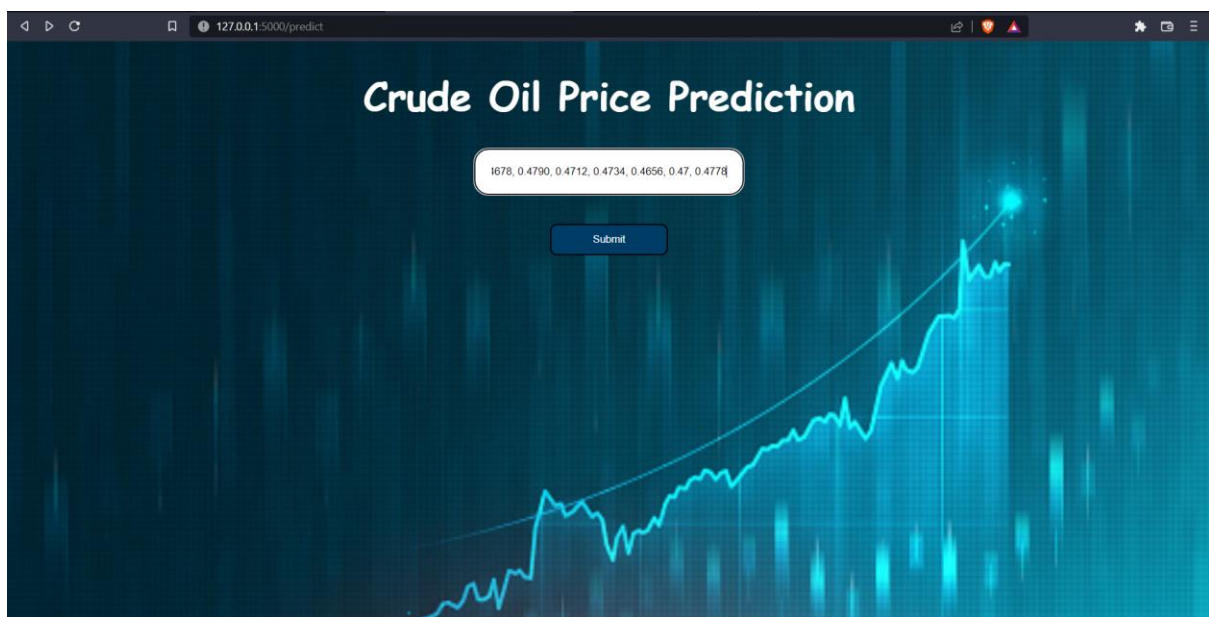 127.0.0.1:5000/predict
Crude Oil Price Prediction
4678, 0.4790, 0.4712, 0.4734, 0.4656, 0.47, 0.4778
Submit